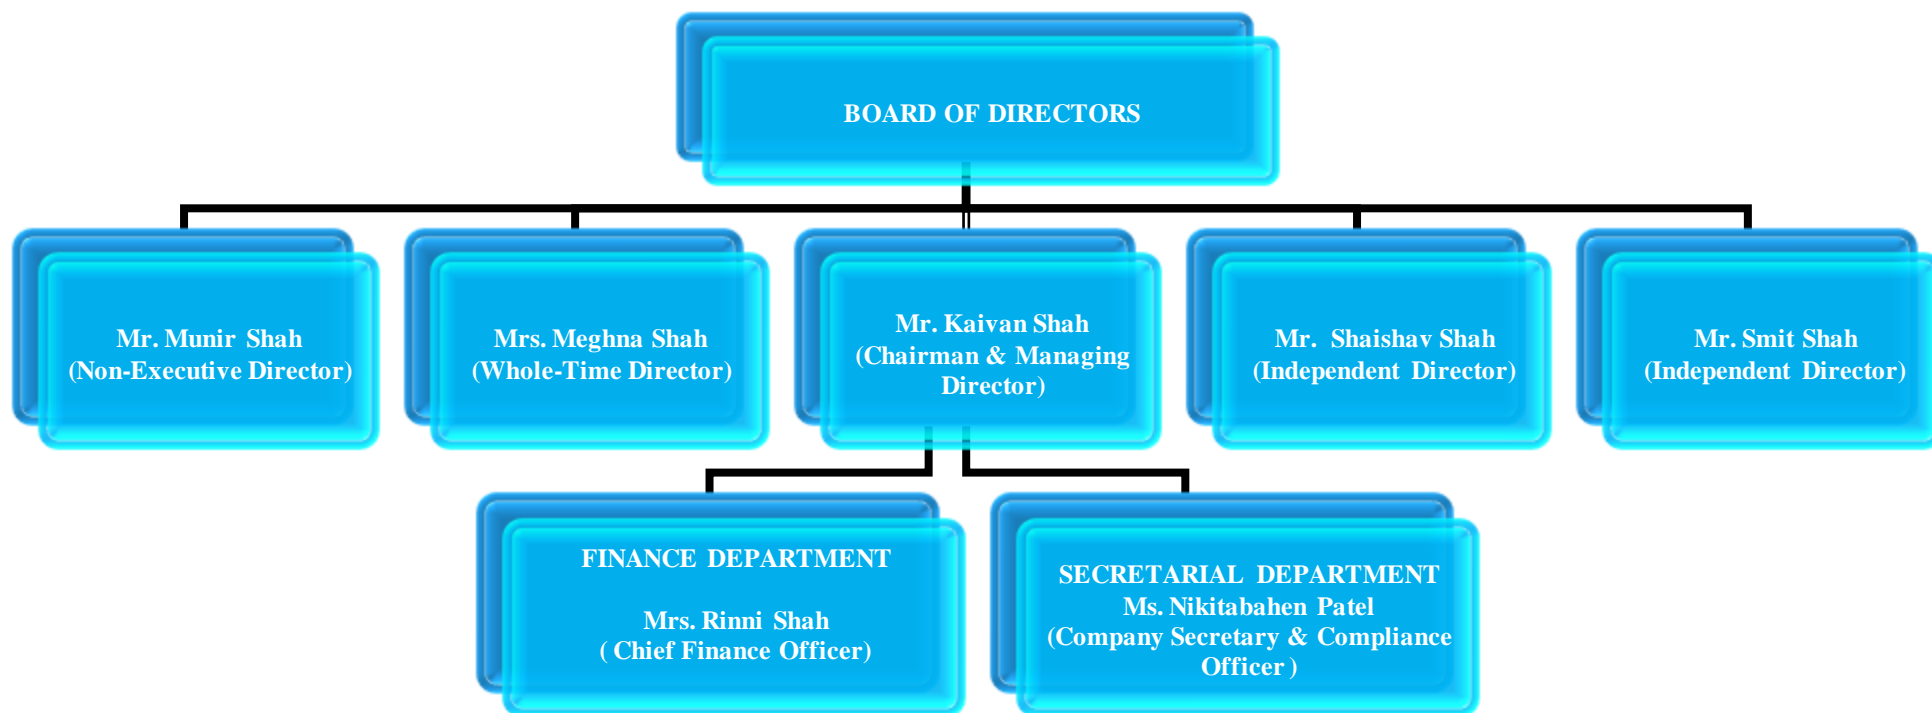 BOARD OF DIRECTORS
Mr. Munir Shah
(Non-Executive Director)
Mrs. Meghna Shah
(Whole-Time Director)
Mr. Kaivan Shah
(Chairman & Managing
Director)
Mr. Shaishav Shah
(Independent Director)
Mr. Smit Shah
(Independent Director)
FINANCE DEPARTMENT
Mrs. Rinni Shah
( Chief Finance Officer)
SECRETARIAL DEPARTMENT
Ms. Nikitabahen Patel
(Company Secretary & Compliance
Officer )